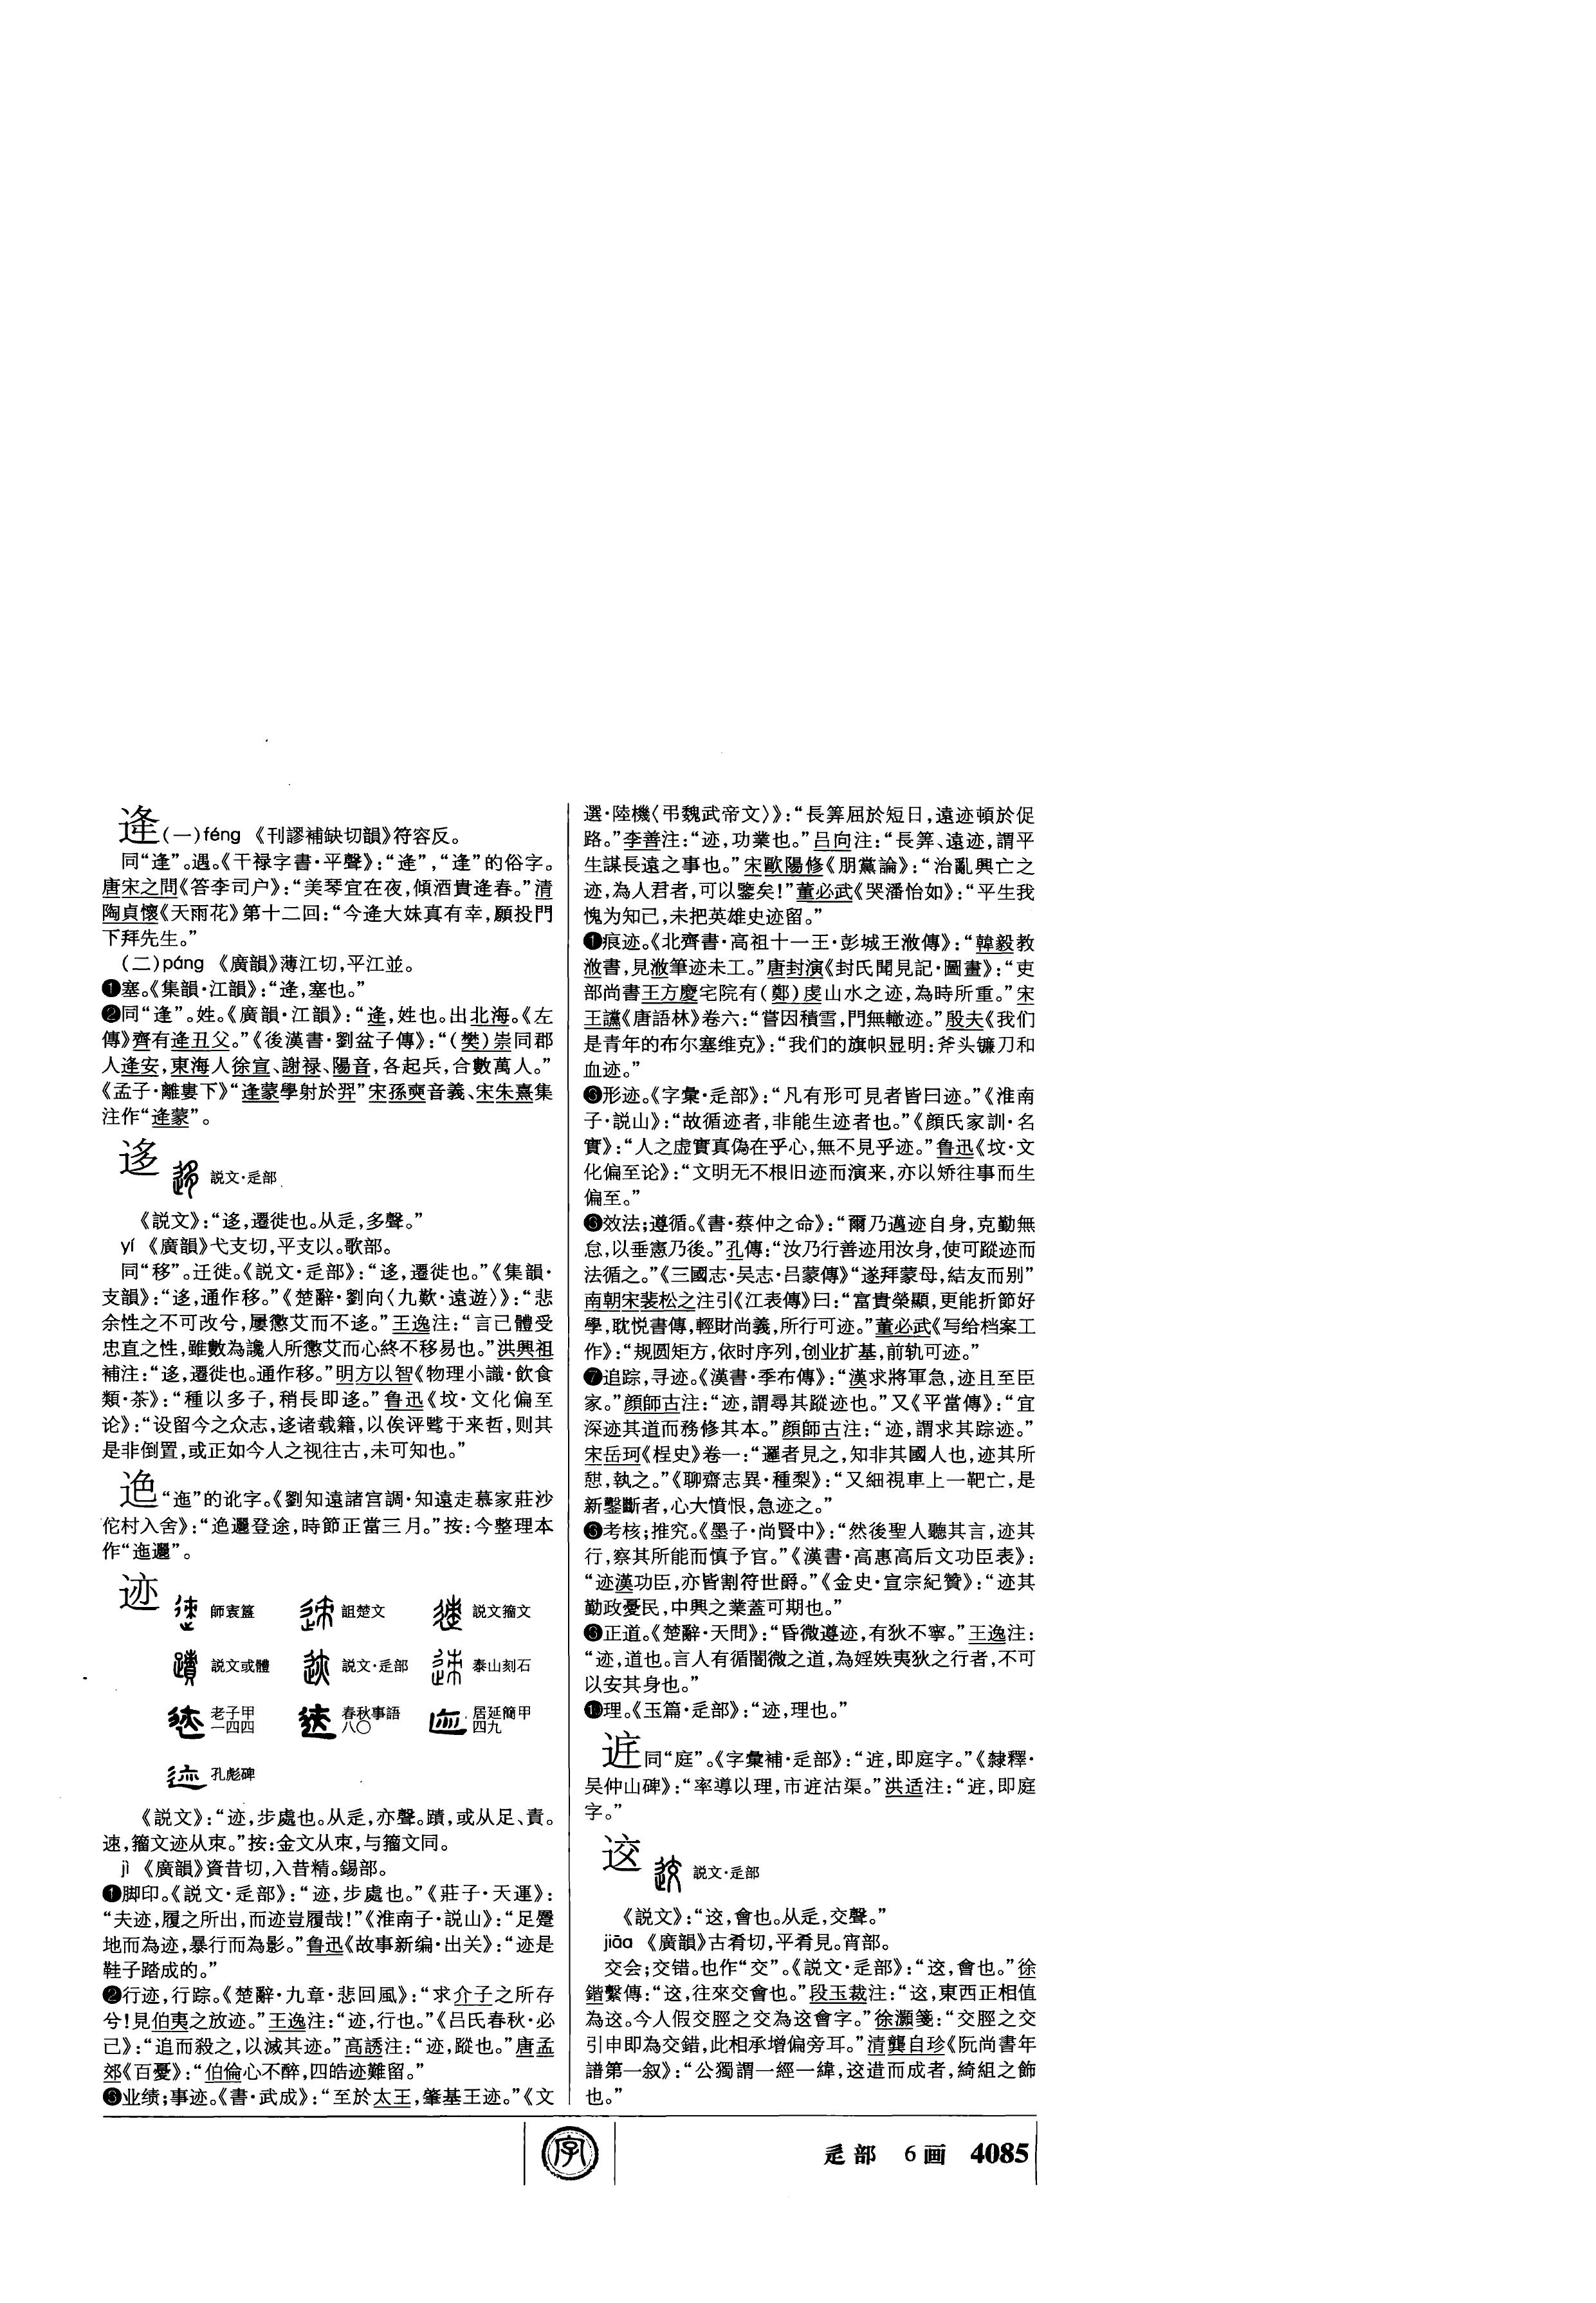 逄(一)féng 《刊謬補缺切韻》符容反。
同“逢”。遇。《干禄字書·平聲》:“逄”,“逢”的俗字。
唐宋之問《答李司户》:“美琴宜在夜,傾酒貴逄春。”清
陶貞懷《天雨花》第十二回:“今逄大妹真有幸,願投門
下拜先生。”
(二)páng 《廣韻》薄江切,平江並。
❶塞。《集韻·江韻》:“逄,塞也。”
❷同“逢”。姓。《廣韻·江韻》:“逄,姓也。出北海。《左
傳》齊有逄丑父。”《後漢書·劉盆子傳》:“(樊)崇同郡
人逄安,東海人徐宣、謝禄、陽音,各起兵,合數萬人。”
《孟子·離婁下》“逢蒙學射於羿”宋孫奭音義、宋朱熹集
注作“逄蒙”。
迻 説文·辵部
《説文》:“迻,遷徙也。从辵,多聲。”
yí 《廣韻》弋支切,平支以。歌部。
同“移”。迁徙。《説文·辵部》:“迻,遷徙也。”《集韻·
支韻》:“迻,通作移。”《楚辭·劉向〈九歎·遠遊〉》:“悲
余性之不可改兮,屢懲艾而不迻。”王逸注:“言己體受
忠直之性,雖數為讒人所懲艾而心終不移易也。”洪興祖
補注:“迻,遷徙也。通作移。”明方以智《物理小識·飲食
類·茶》:“種以多子,稍長即迻。”鲁迅《坟·文化偏至
论》:“设留今之众志,迻诸载籍,以俟评骘于来哲,则其
是非倒置,或正如今人之视往古,未可知也。”
“迤”的讹字。《劉知遠諸宫調·知遠走慕家莊沙
佗村入舍》:“邐登途,時節正當三月。”按:今整理本
作“迤邐”。
迹 師㝨簋 詛楚文 説文籀文
説文或體 説文·辵部 泰山刻石
老子甲一四四 春秋事語八〇 居延簡甲四九
孔彪碑
《説文》:“迹,步處也。从辵,亦聲。蹟,或从足、責。
速,籀文迹从朿。”按:金文从朿,与籀文同。
jì 《廣韻》資昔切,入昔精。錫部。
❶脚印。《説文·辵部》:“迹,步處也。”《莊子·天運》:
“夫迹,履之所出,而迹豈履哉!”《淮南子·説山》:“足蹍
地而為迹,暴行而為影。”鲁迅《故事新编·出关》:“迹是
鞋子踏成的。”
❷行迹,行踪。《楚辭·九章·悲回風》:“求介子之所存
兮!見伯夷之放迹。”王逸注:“迹,行也。”《吕氏春秋·必
己》:“追而殺之,以滅其迹。”高誘注:“迹,蹤也。”唐孟
郊《百憂》:“伯倫心不醉,四皓迹難留。”
❸业绩;事迹。《書·武成》:“至於太王,肇基王迹。”《文
選·陸機〈弔魏武帝文〉》:“長筭屈於短日,遠迹頓於促
路。”李善注:“迹,功業也。”吕向注:“長筭、遠迹,謂平
生謀長遠之事也。”宋歐陽修《朋黨論》:“治亂興亡之
迹,為人君者,可以鑒矣!”董必武《哭潘怡如》:“平生我
愧为知己,未把英雄史迹留。”
痕迹。《北齊書·高祖十一王·彭城王浟傳》:“韓毅教
浟書,見浟筆迹未工。”唐封演《封氏聞見記·圖畫》:“吏
部尚書王方慶宅院有(鄭)虔山水之迹,為時所重。”宋
王讜《唐語林》卷六:“嘗因積雪,門無轍迹。”殷夫《我们
是青年的布尔塞维克》:“我们的旗帜显明:斧头镰刀和
血迹。”
形迹。《字彙·辵部》:“凡有形可見者皆曰迹。”《淮南
子·説山》:“故循迹者,非能生迹者也。”《顔氏家訓·名
實》:“人之虚實真偽在乎心,無不見乎迹。”鲁迅《坟·文
化偏至论》:“文明无不根旧迹而演来,亦以矫往事而生
偏至。”
效法;遵循。《書·蔡仲之命》:“爾乃邁迹自身,克勤無
怠,以垂憲乃後。”孔傳:“汝乃行善迹用汝身,使可蹤迹而
法循之。”《三國志·吴志·吕蒙傳》“遂拜蒙母,結友而别”
南朝宋裴松之注引《江表傳》曰:“富貴榮顯,更能折節好
學,耽悦書傳,輕財尚義,所行可迹。”董必武《写给档案工
作》:“规圆矩方,依时序列,创业扩基,前轨可迹。”
❼追踪,寻迹。《漢書·季布傳》:“漢求將軍急,迹且至臣
家。”顔師古注:“迹,謂尋其蹤迹也。”又《平當傳》:“宜
深迹其道而務修其本。”顔師古注:“迹,謂求其踪迹。”
宋岳珂《桯史》卷一:“邏者見之,知非其國人也,迹其所
憇,執之。”《聊齋志異·種梨》:“又細視車上一靶亡,是
新鑿斷者,心大憤恨,急迹之。”
考核;推究。《墨子·尚賢中》:“然後聖人聽其言,迹其
行,察其所能而慎予官。”《漢書·高惠高后文功臣表》:
“迹漢功臣,亦皆割符世爵。”《金史·宣宗紀贊》:“迹其
勤政憂民,中興之業蓋可期也。”
正道。《楚辭·天問》:“昏微遵迹,有狄不寧。”王逸注:
“迹,道也。言人有循闇微之道,為婬妷夷狄之行者,不可
以安其身也。”
理。《玉篇·辵部》:“迹,理也。”
同“庭”。《字彙補·辵部》:“,即庭字。”《隸釋·
吴仲山碑》:“率導以理,市沽渠。”洪适注:“,即庭
字。”
䢒 説文·辵部
《説文》:“䢒,會也。从辵,交聲。”
jiāo 《廣韻》古肴切,平肴見。宵部。
交会;交错。也作“交”。《説文·辵部》:“䢒,會也。”徐
鍇繫傳:“䢒,往來交會也。”段玉裁注:“䢒,東西正相值
為䢒。今人假交脛之交為䢒會字。”徐灝箋:“交脛之交
引申即為交錯,此相承增偏旁耳。”清龔自珍《阮尚書年
譜第一叙》:“公獨謂一經一緯,䢒造而成者,綺組之飾
也。”
字 辵部 6画 4085